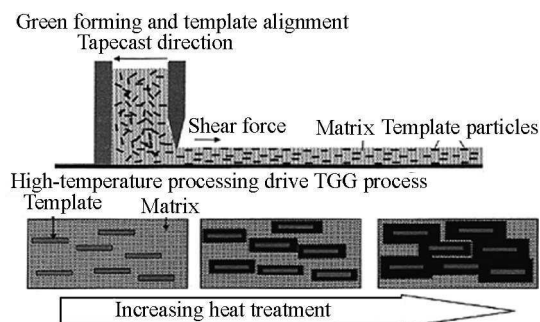 Green forming and template alignment
Tapecast direction
Shear force
Matrix Template particles
High-temperature processing drive TGG process
Template
Matrix
Increasing heat treatment